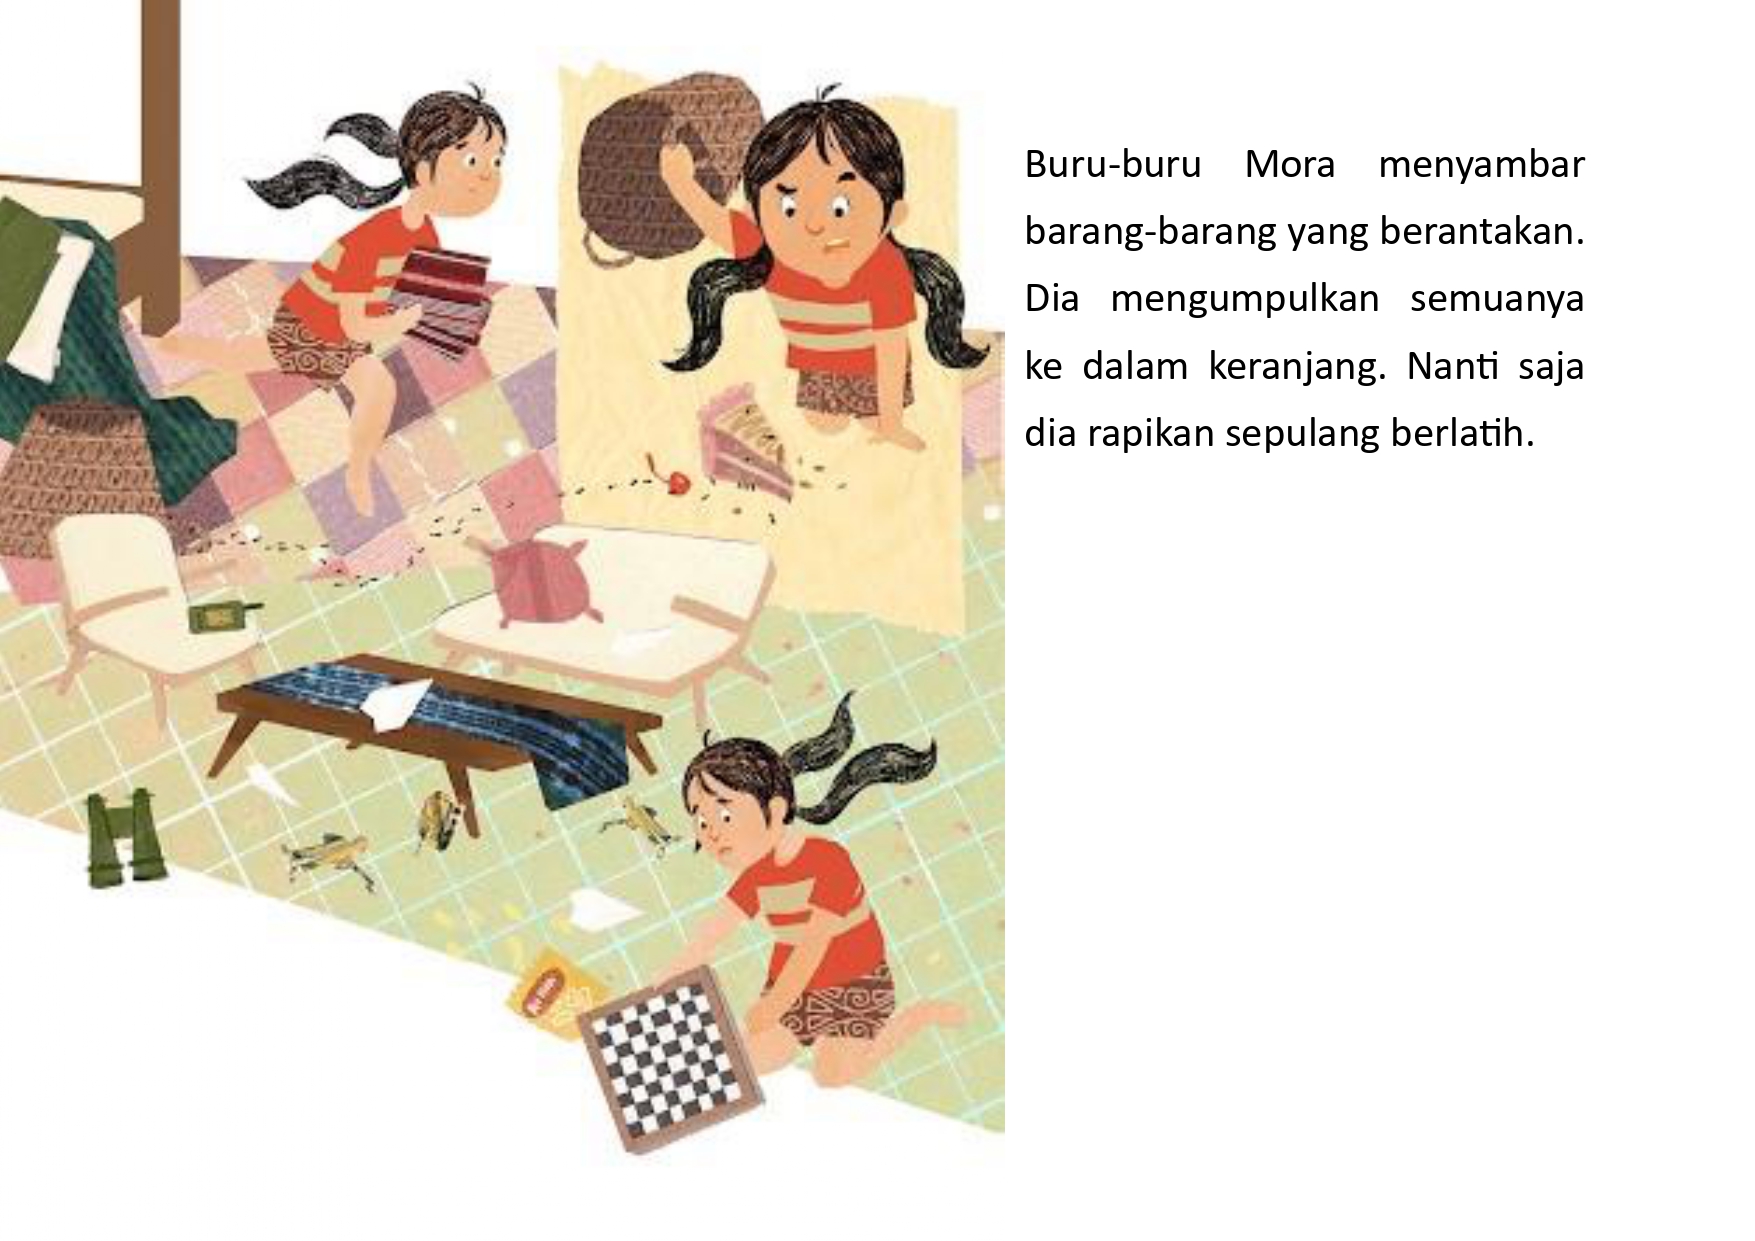 Buru-buru Mora menyambar
barang-barang yang berantakan.
Dia mengumpulkan semuanya
ke dalam keranjang. Nanti saja
dia rapikan sepulang berlatih.